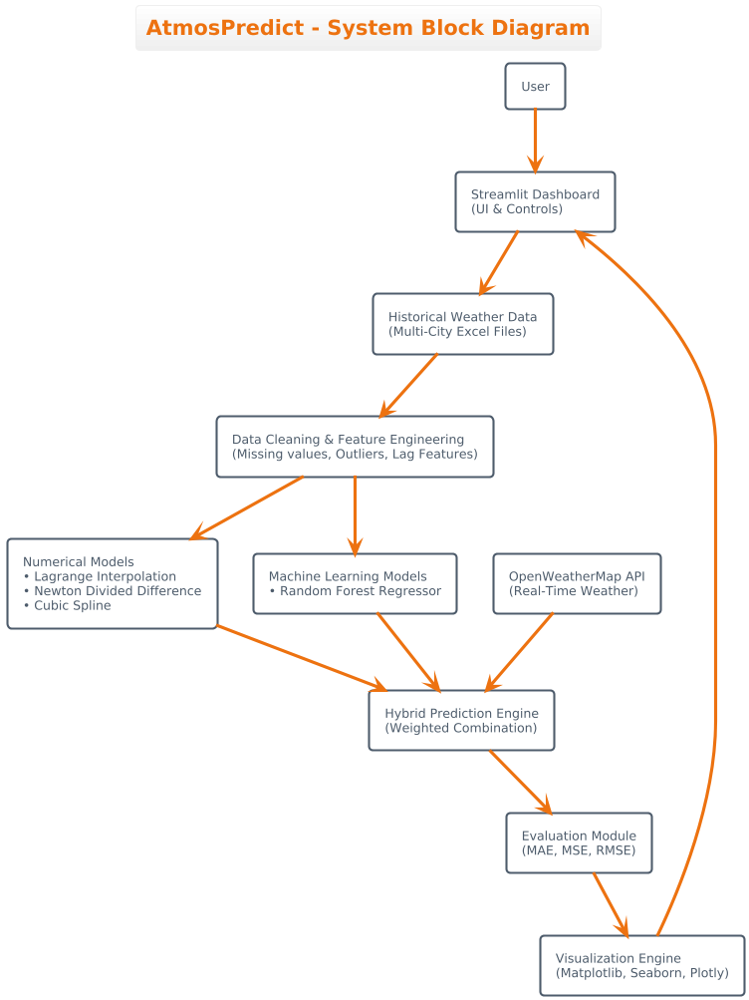 AtmosPredict - System Block Diagram
User
Streamlit Dashboard
(UI & Controls)
Historical Weather Data
(Multi-City Excel Files)
Data Cleaning & Feature Engineering
(Missing values, Outliers, Lag Features)
Numerical Models
• Lagrange Interpolation
• Newton Divided Difference
• Cubic Spline
Machine Learning Models
• Random Forest Regressor
OpenWeatherMap API
(Real-Time Weather)
Hybrid Prediction Engine
(Weighted Combination)
Evaluation Module
(MAE, MSE, RMSE)
Visualization Engine
(Matplotlib, Seaborn, Plotly)